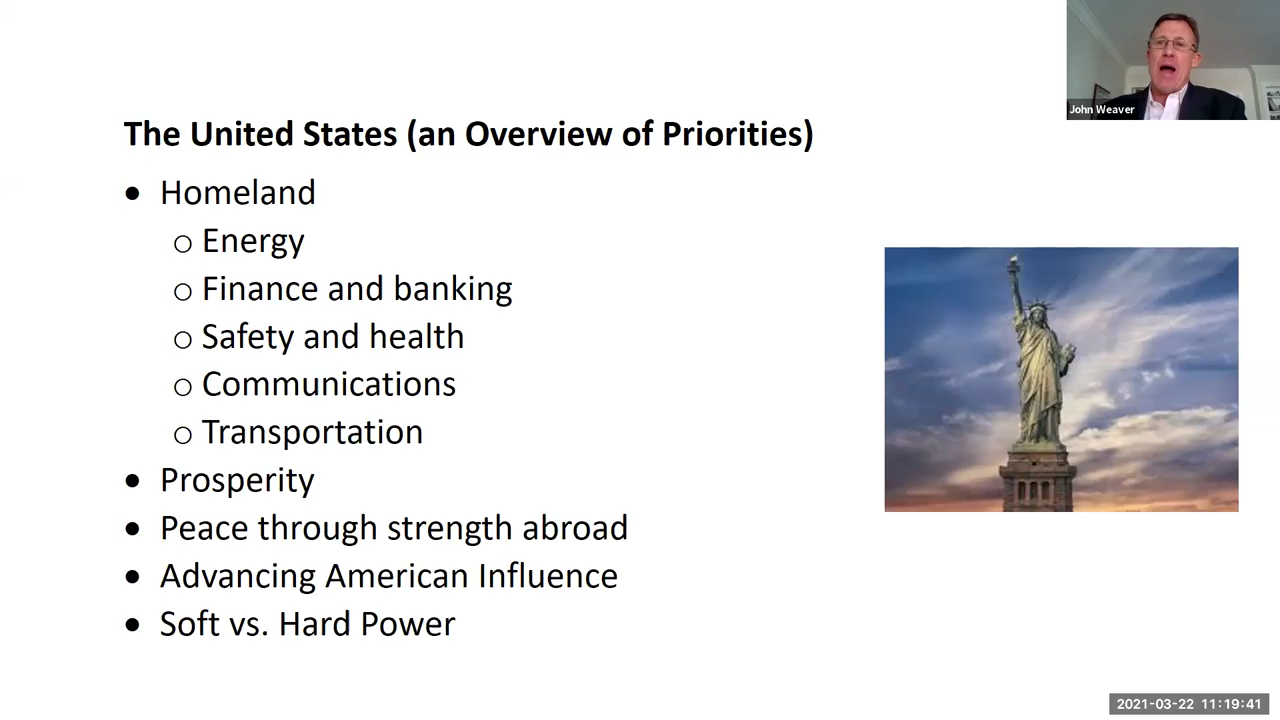 John Weaver
The United States (an Overview of Priorities)
• Homeland
o Energy
o Finance and banking
o Safety and health
o Communications
o Transportation
• Prosperity
• Peace through strength abroad
• Advancing American Influence
• Soft vs. Hard Power
2021-03-22 11:19:41